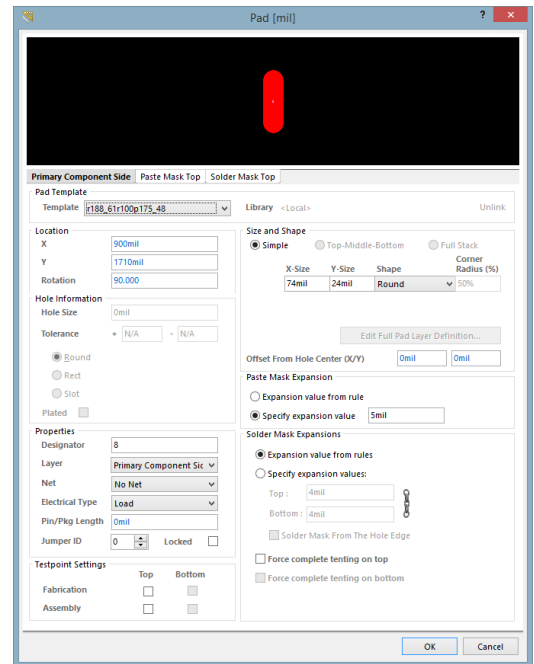 Pad [mil]
?
Primary Component Side Paste Mask Top Solder Mask Top
Pad Template
Template r188_61r100p175_48 Library <Local> Unlink
Location
X 900mil
Y 1710mil
Rotation 90.000
Hole Information
Hole Size 0mil
Tolerance + N/A - N/A
Round
Rect
Slot
Plated
Properties
Designator 8
Layer Primary Component Sic
Net No Net
Electrical Type Load
Pin/Pkg Length 0mil
Jumper ID 0 Locked
Testpoint Settings
Top Bottom
Fabrication
Assembly
Size and Shape
Simple Top-Middle-Bottom Full Stack
X-Size Y-Size Shape Corner Radius (%)
74mil 24mil Round 50%
Edit Full Pad Layer Definition...
Offset From Hole Center (X/Y) 0mil 0mil
Paste Mask Expansion
Expansion value from rule
Specify expansion value 5mil
Solder Mask Expansions
Expansion value from rules
Specify expansion values:
Top : 4mil
Bottom : 4mil
Solder Mask From The Hole Edge
Force complete tenting on top
Force complete tenting on bottom
OK Cancel